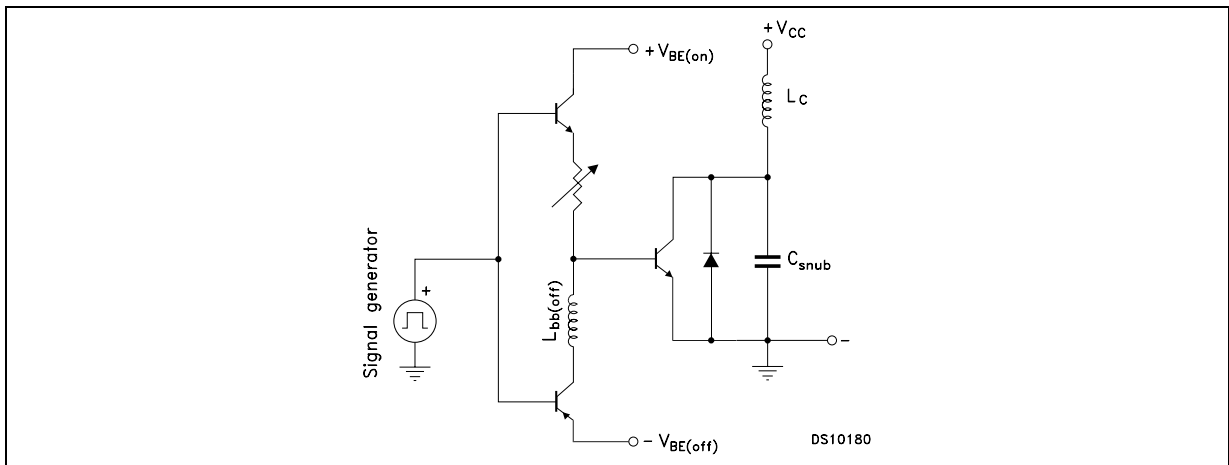 + V_BE(on)
+ V_CC
L_C
Signal generator
+
L_bb(off)
C_snub
-
- V_BE(off)
DS10180